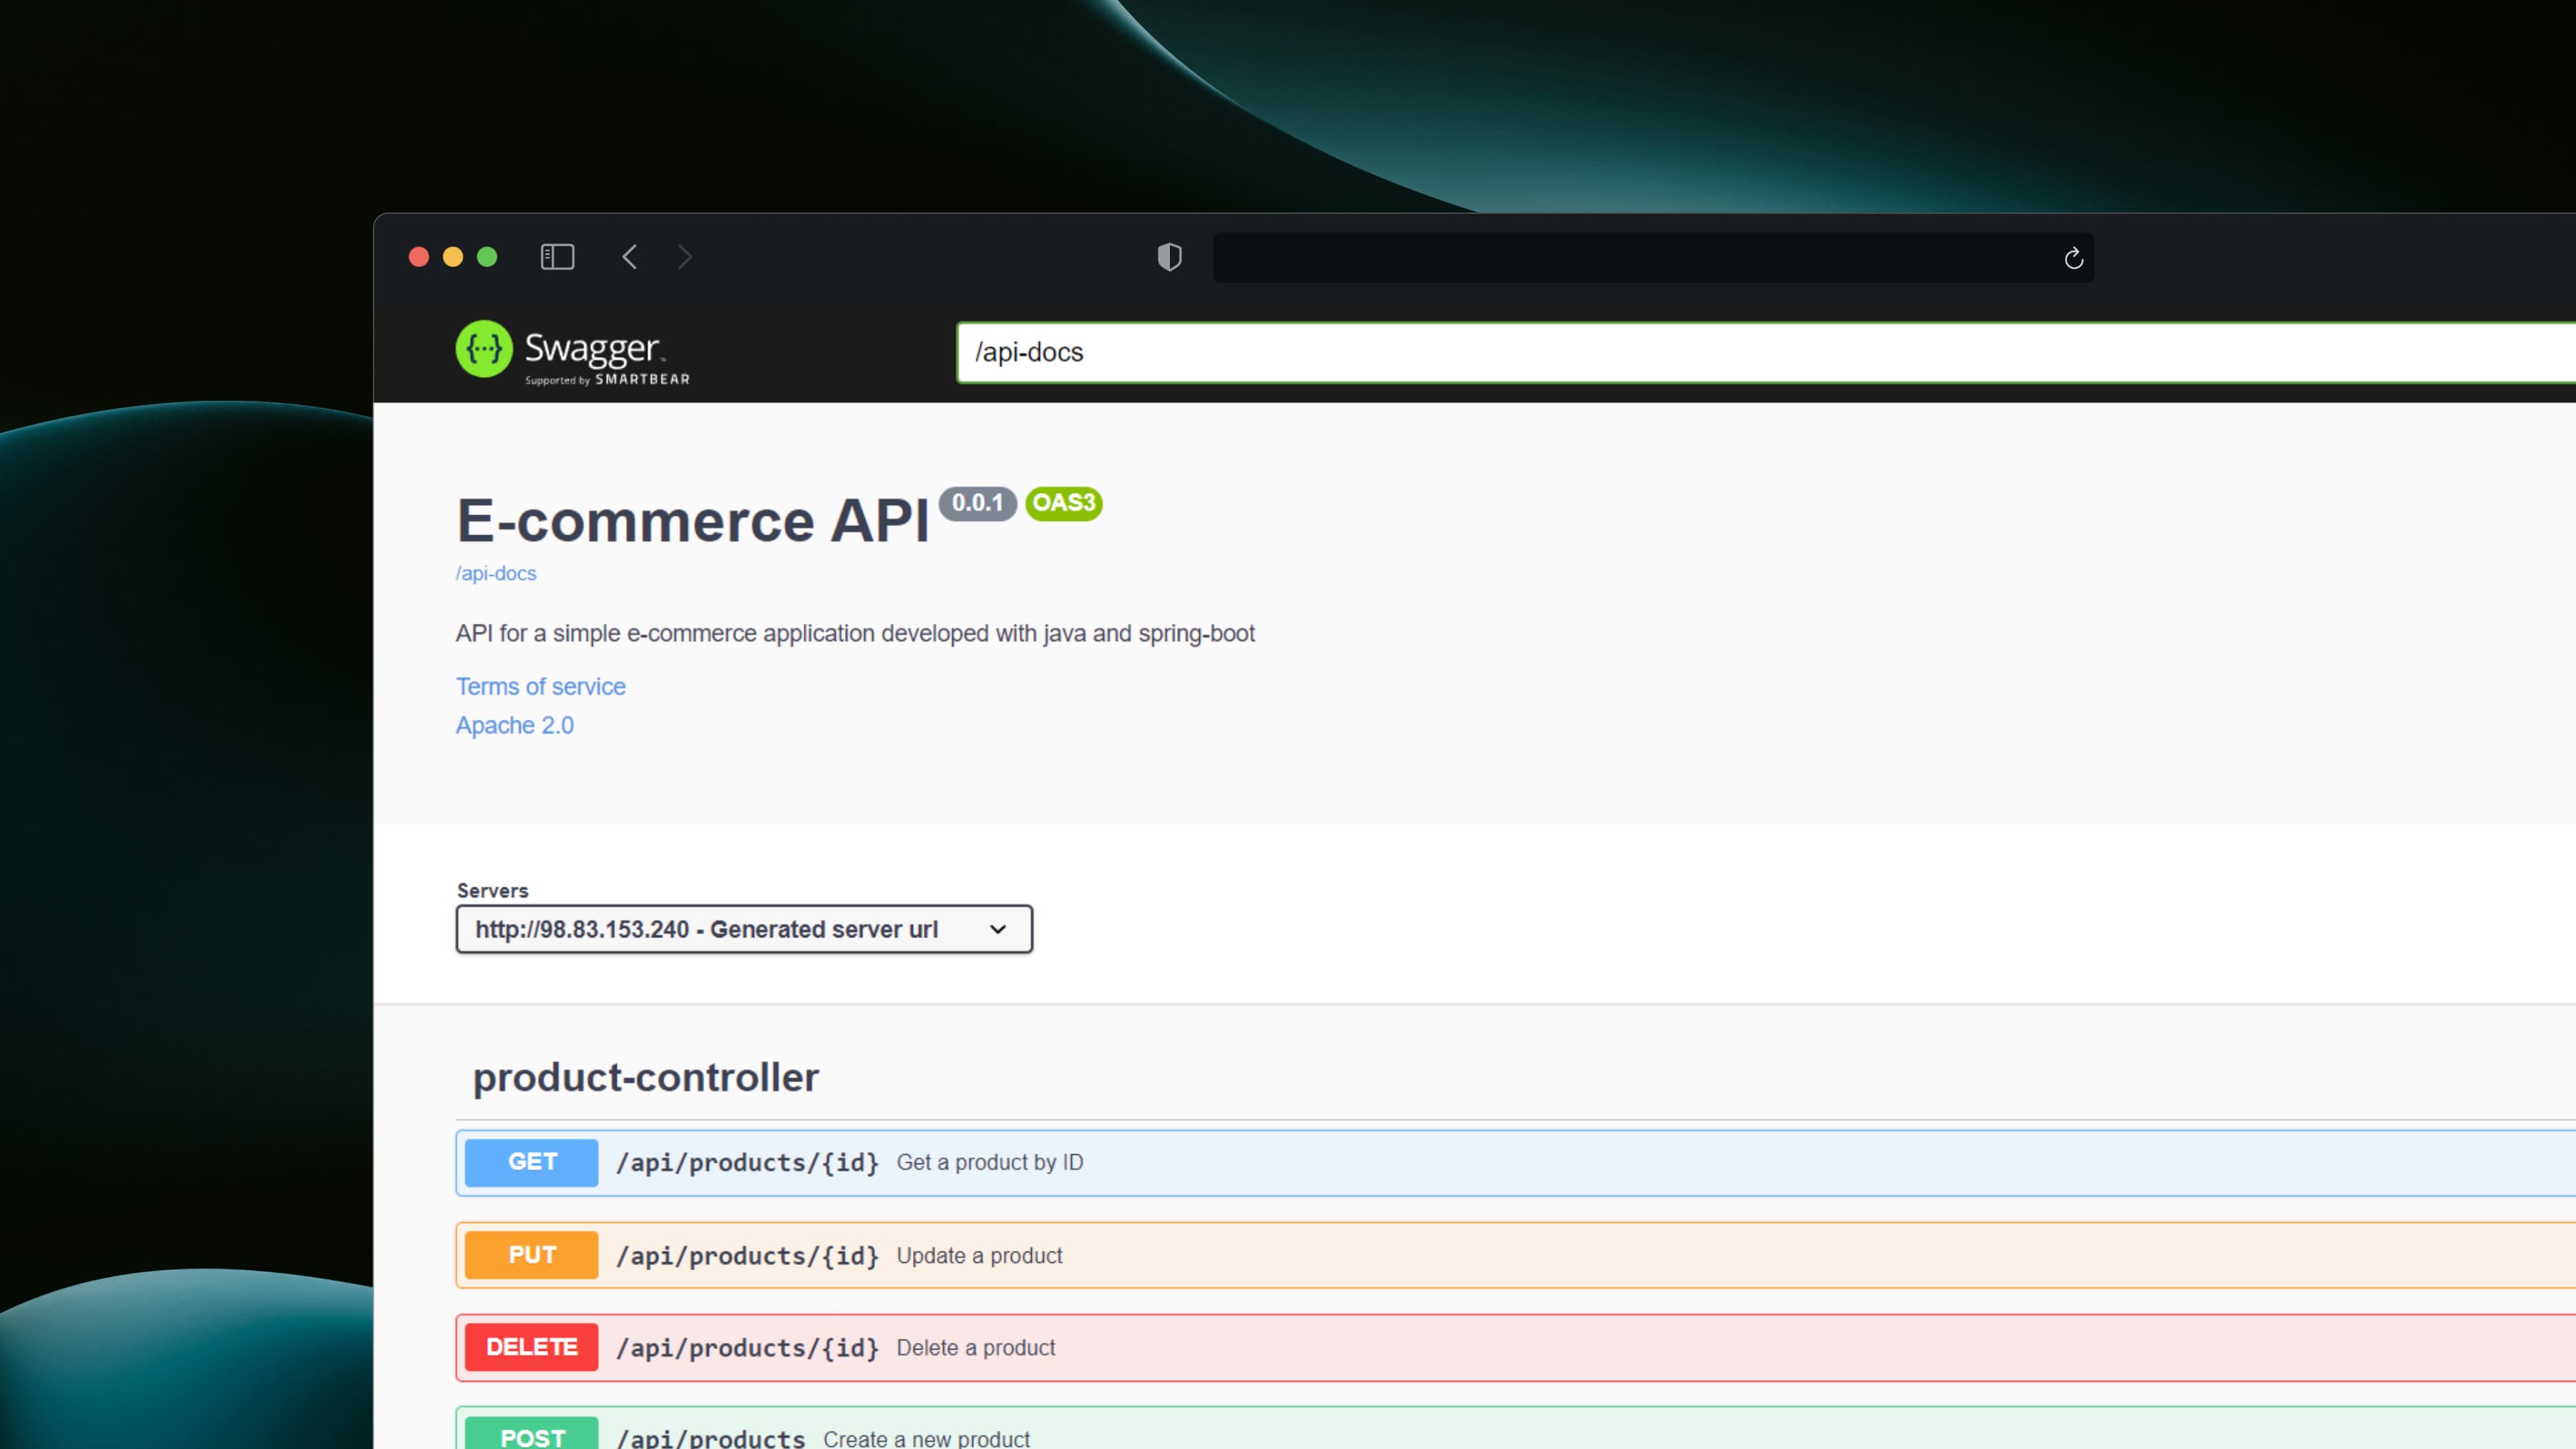 Swagger
Supported by SMARTBEAR
/api-docs
E-commerce API 0.0.1 OAS3
/api-docs
API for a simple e-commerce application developed with java and spring-boot
Terms of service
Apache 2.0
Servers
http://98.83.153.240 - Generated server url
product-controller
GET /api/products/{id} Get a product by ID
PUT /api/products/{id} Update a product
DELETE /api/products/{id} Delete a product
POST /api/products Create a new product